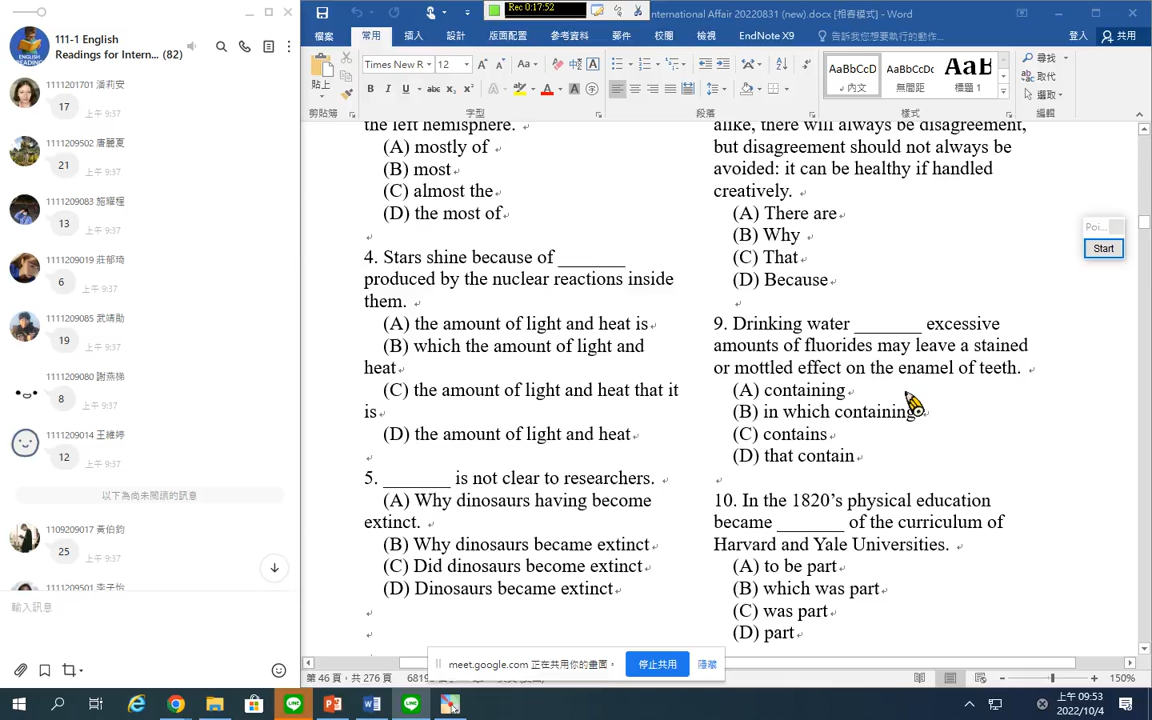 111-1 English
Readings for Intern... (82)
1111201701 潘莉安
17
上午 9:37
1111209502 唐麗夏
21
上午 9:37
1111209083 施耀程
13
上午 9:37
1111209019 莊郁琦
6
上午 9:37
1111209085 武靖勛
19
上午 9:37
1111209080 謝燕梯
8
上午 9:37
1111209014 王維婷
12
上午 9:37
以下為尚未閱讀的訊息
1109209017 黃伯鈞
25
上午 9:37
1111209501 李子怡
輸入訊息
Rec 0:17:52
nternational Affair 20220831 (new).docx [相容模式] - Word
檔案 常用 插入 設計 版面配置 參考資料 郵件 校閱 檢視 EndNote X9 告訴我您想要執行的動作... 登入 共用
貼上
Times New R 12
AaBbCcD AaBbCcDc AaB
內文 無間距 標題 1
尋找
取代
選取
剪貼簿 字型 段落 樣式 編輯
the left hemisphere.
(A) mostly of
(B) most
(C) almost the
(D) the most of
4. Stars shine because of _______
produced by the nuclear reactions inside
them.
(A) the amount of light and heat is
(B) which the amount of light and
heat
(C) the amount of light and heat that it
is
(D) the amount of light and heat
5. _______ is not clear to researchers.
(A) Why dinosaurs having become
extinct.
(B) Why dinosaurs became extinct
(C) Did dinosaurs become extinct
(D) Dinosaurs became extinct
alike, there will always be disagreement,
but disagreement should not always be
avoided: it can be healthy if handled
creatively.
(A) There are
(B) Why
(C) That
(D) Because
9. Drinking water _______ excessive
amounts of fluorides may leave a stained
or mottled effect on the enamel of teeth.
(A) containing
(B) in which containing
(C) contains
(D) that contain
10. In the 1820’s physical education
became _______ of the curriculum of
Harvard and Yale Universities.
(A) to be part
(B) which was part
(C) was part
(D) part
Poi...
Start
meet.google.com 正在共用你的畫面。 停止共用 隱藏
第 46 頁，共 276 頁 150%
上午 09:53
2022/10/4